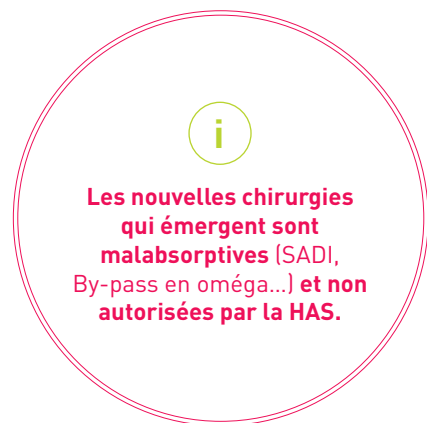 i
Les nouvelles chirurgies
qui émergent sont
malabsorptives (SADI,
By-pass en oméga…) et non
autorisées par la HAS.